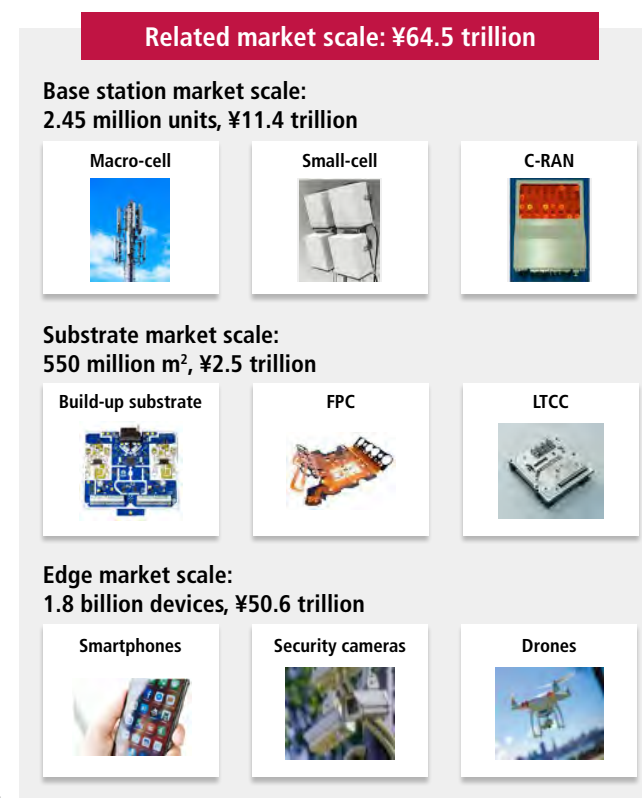 Related market scale: ¥64.5 trillion
Base station market scale:
2.45 million units, ¥11.4 trillion
Macro-cell
Small-cell
C-RAN
Substrate market scale:
550 million m², ¥2.5 trillion
Build-up substrate
FPC
LTCC
Edge market scale:
1.8 billion devices, ¥50.6 trillion
Smartphones
Security cameras
Drones